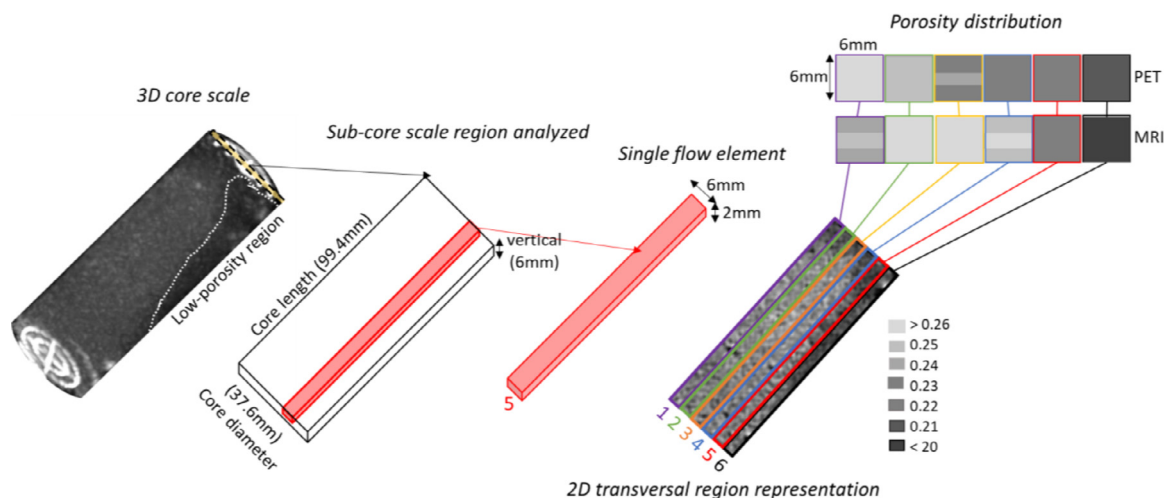 Porosity distribution
6mm
6mm
PET
MRI
3D core scale
Sub-core scale region analyzed
Single flow element
6mm
2mm
vertical
(6mm)
Low-porosity region
Core length (99.4mm)
(37.6mm)
Core diameter
5
1 2 3 4 5 6
> 0.26
0.25
0.24
0.23
0.22
0.21
< 20
2D transversal region representation